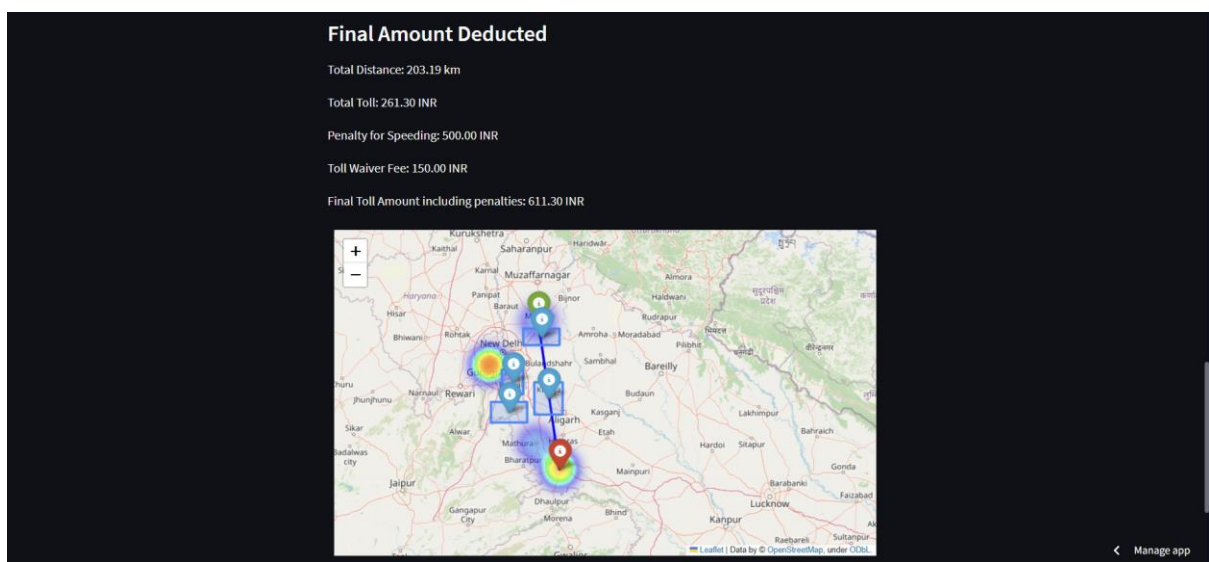 Final Amount Deducted
Total Distance: 203.19 km
Total Toll: 261.30 INR
Penalty for Speeding: 500.00 INR
Toll Waiver Fee: 150.00 INR
Final Toll Amount including penalties: 611.30 INR
Kurukshetra
+
Kaithal
Saharanpur
Haridwār
−
Karnal
Muzaffarnagar
Almora
Haryana
Panipat
Bijnor
Haldwani
Hisar
Baraut
Rudrapur
Bhiwani
Rohtak
Amroha
Moradabad
Pilibhit
New Delhi
Bulandshahr
Sambhal
Bareilly
Jhunjhunu
Narnaul
Rewari
Budaun
Sikar
Aligarh
Kasganj
Lakhimpur
Alwar
Etah
Bahraich
Mathura
Hardoi
Sitapur
city
Bharatpur
Mainpuri
Gonda
Jaipur
Barabanki
Faizabad
Dhaulpur
Lucknow
Gangapur
City
Morena
Bhind
Kanpur
Raebareli
Sultanpur
Gwalior
Leaflet | Data by © OpenStreetMap, under ODbL.
Manage app